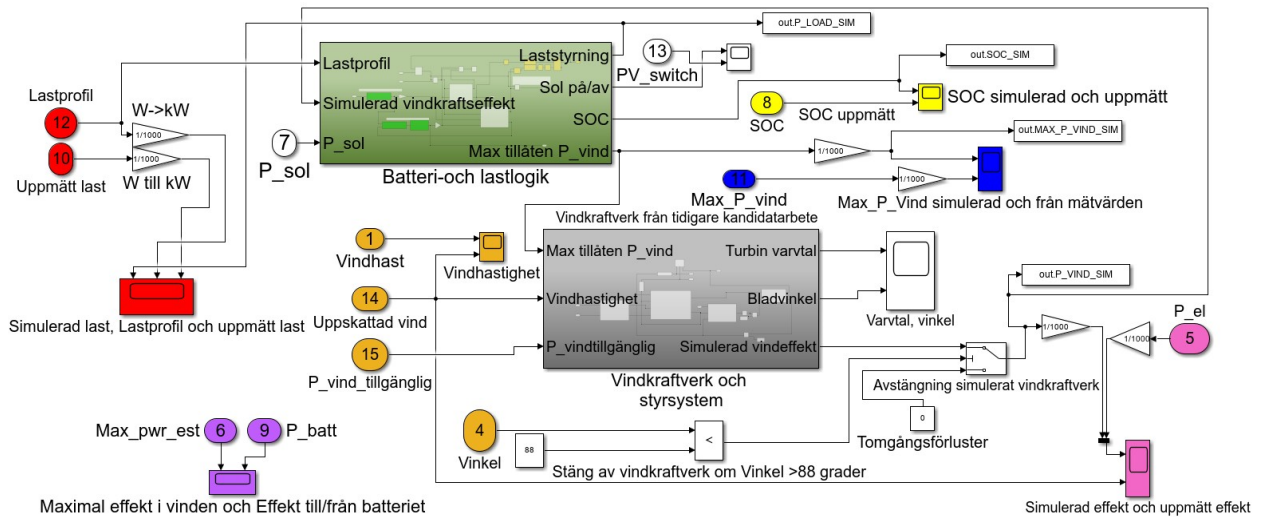 out.P_LOAD_SIM
Lastprofil
12
W->kW
1/1000
10
1/1000
Uppmätt last
W till kW
Simulerad last, Lastprofil och uppmätt last
Lastprofil
Simulerad vindkraftseffekt
P_sol
Laststyrning
Sol på/av
SOC
Max tillåten P_vind
Batteri-och lastlogik
7
P_sol
13
PV_switch
out.SOC_SIM
8
SOC
SOC uppmätt
SOC simulerad och uppmätt
out.MAX_P_VIND_SIM
1/1000
11
1/1000
Max_P_vind
Max_P_Vind simulerad och från mätvärden
Vindkraftverk från tidigare kandidatarbete
1
Vindhast
Vindhastighet
14
Uppskattad vind
15
P_vind_tillgänglig
Max tillåten P_vind
Vindhastighet
P_vindtillgänglig
Turbin varvtal
Bladvinkel
Simulerad vindeffekt
Vindkraftverk och
styrsystem
Varvtal, vinkel
out.P_VIND_SIM
1/1000
P_el
1/1000
5
Avstängning simulerat vindkraftverk
0
Tomgångsförluster
4
Vinkel
88
<
Stäng av vindkraftverk om Vinkel >88 grader
Max_pwr_est
6
9
P_batt
Maximal effekt i vinden och Effekt till/från batteriet
Simulerad effekt och uppmätt effekt